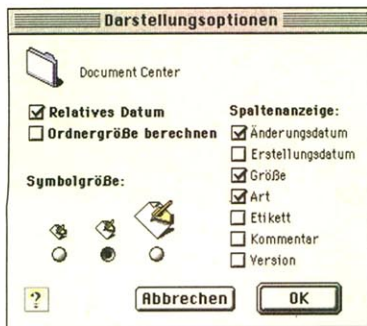 Darstellungsoptionen
Document Center
Relatives Datum
Ordnergröße berechnen
Symbolgröße:
Spaltenanzeige:
Änderungsdatum
Erstellungsdatum
Größe
Art
Etikett
Kommentar
Version
?
Abbrechen
OK